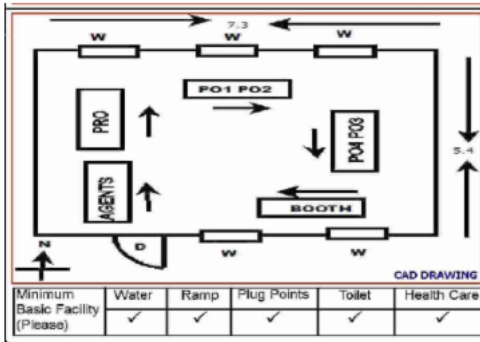 7.3
W W W
PO1 PO2
PRO
PO4 PO3
5.4
AGENTS
BOOTH
N D W W
CAD DRAWING
Minimum Basic Facility (Please) Water Ramp Plug Points Toilet Health Care
✓ ✓ ✓ ✓ ✓